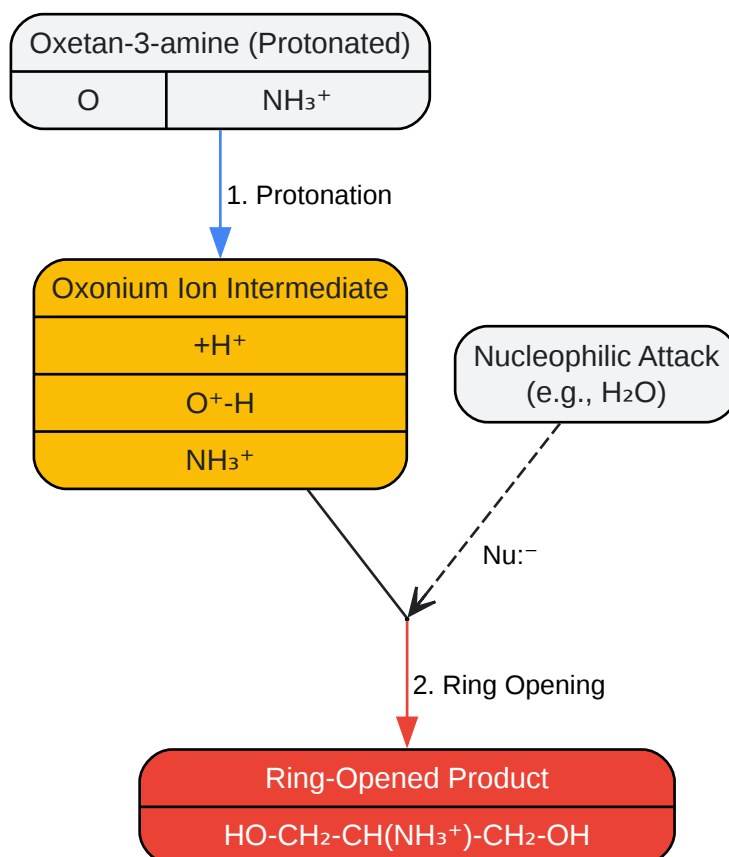 Oxetan-3-amine (Protonated)
O
NH₃⁺
1. Protonation
Oxonium Ion Intermediate
+H⁺
O⁺-H
NH₃⁺
Nucleophilic Attack
(e.g., H₂O)
Nu:⁻
2. Ring Opening
Ring-Opened Product
HO-CH₂-CH(NH₃⁺)-CH₂-OH